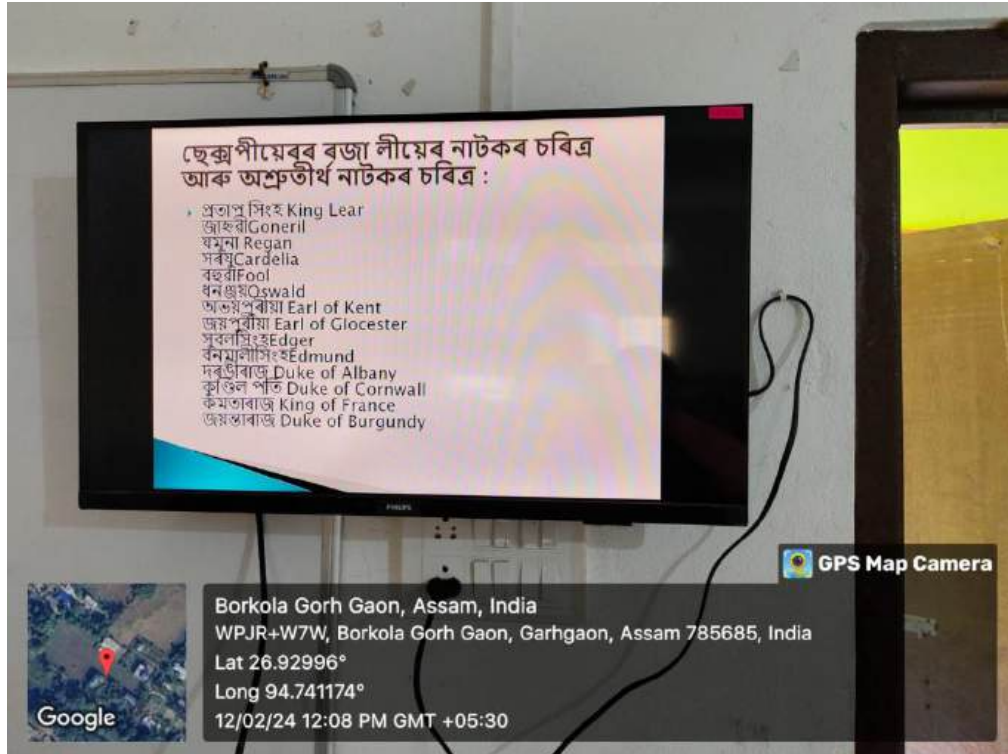 ছেক্সপীয়েৰৰ ৰজা লীয়েৰ নাটকৰ চৰিত্ৰ
আৰু অশ্রুতীৰ্থ নাটকৰ চৰিত্ৰ :
প্ৰতাপ সিংহ King Lear
জাহ্নৱীGoneril
যমুনা Regan
সৰযূCardelia
বহুৱাFool
ধনঞ্জয়Oswald
অভয়পুৰীয়া Earl of Kent
জয়পুৰীয়া Earl of Glocester
সুবলসিংহEdger
বনমালীসিংহEdmund
দৰঙীৰাজ Duke of Albany
কুণ্ডিল পতি Duke of Cornwall
কমতাৰাজ King of France
জয়ন্তাৰাজ Duke of Burgundy
PHILIPS
GPS Map Camera
Borkola Gorh Gaon, Assam, India
WPJR+W7W, Borkola Gorh Gaon, Garhgaon, Assam 785685, India
Lat 26.92996°
Long 94.741174°
12/02/24 12:08 PM GMT +05:30
Google